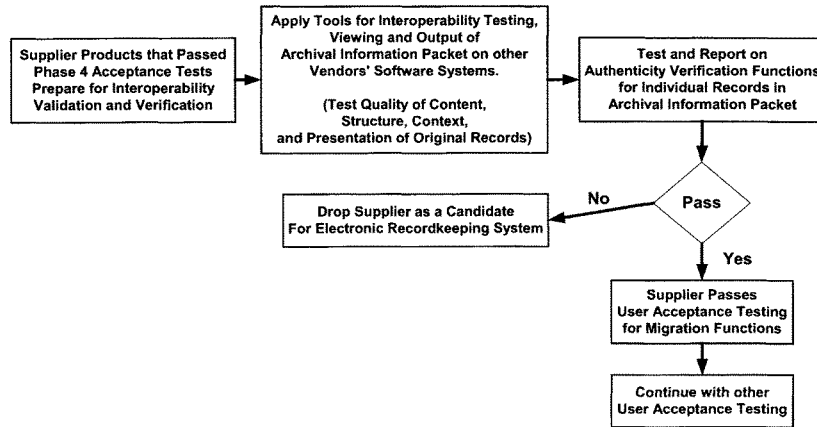 Supplier Products that Passed
Phase 4 Acceptance Tests
Prepare for Interoperability
Validation and Verification
Apply Tools for Interoperability Testing,
Viewing and Output of
Archival Information Packet on other
Vendors' Software Systems.
(Test Quality of Content,
Structure, Context,
and Presentation of Original Records)
Test and Report on
Authenticity Verification Functions
for Individual Records in
Archival Information Packet
Pass
No
Drop Supplier as a Candidate
For Electronic Recordkeeping System
Yes
Supplier Passes
User Acceptance Testing
for Migration Functions
Continue with other
User Acceptance Testing